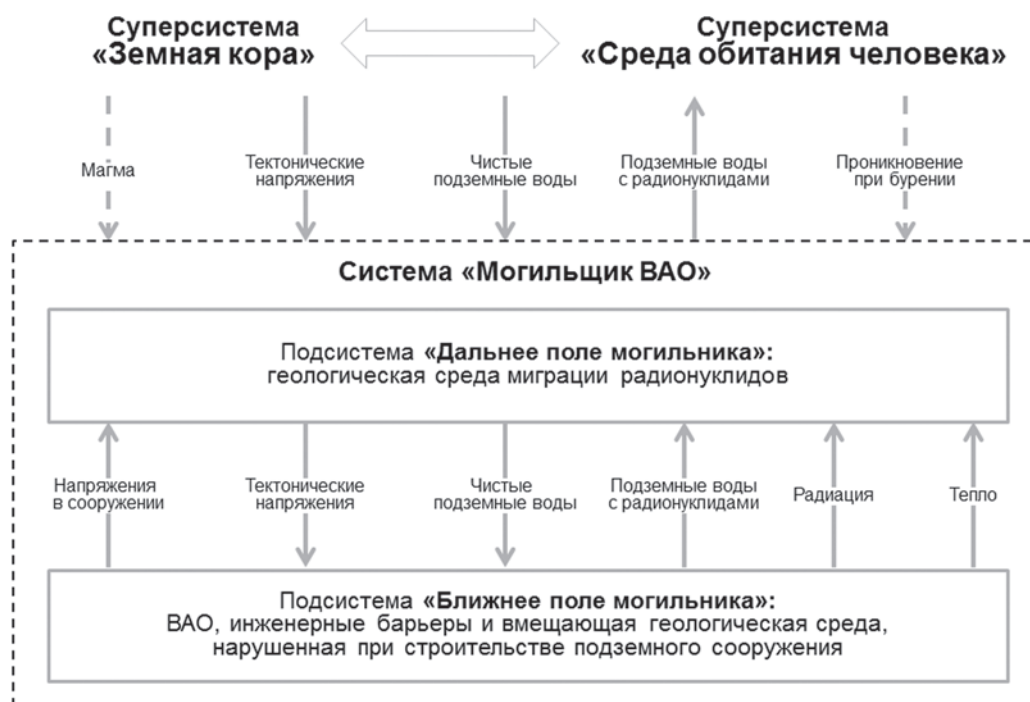 Суперсистема
«Земная кора»
Суперсистема
«Среда обитания человека»
Магма
Тектонические
напряжения
Чистые
подземные воды
Подземные воды
с радионуклидами
Проникновение
при бурении
Система «Могильщик ВАО»
Подсистема «Дальнее поле могильника»:
геологическая среда миграции радионуклидов
Напряжения
в сооружении
Тектонические
напряжения
Чистые
подземные воды
Подземные воды
с радионуклидами
Радиация
Тепло
Подсистема «Ближнее поле могильника»:
ВАО, инженерные барьеры и вмещающая геологическая среда,
нарушенная при строительстве подземного сооружения